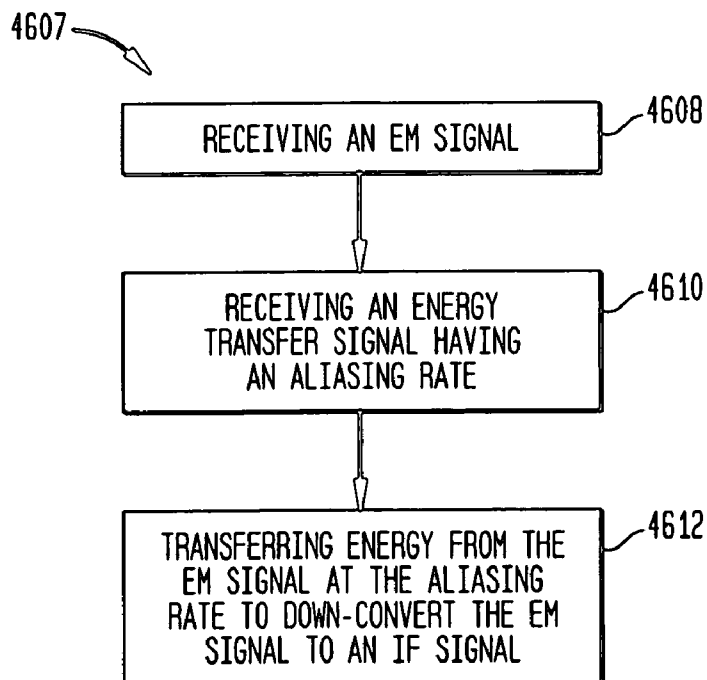 4607
RECEIVING AN EM SIGNAL
4608
RECEIVING AN ENERGY
TRANSFER SIGNAL HAVING
AN ALIASING RATE
4610
TRANSFERRING ENERGY FROM THE
EM SIGNAL AT THE ALIASING
RATE TO DOWN-CONVERT THE EM
SIGNAL TO AN IF SIGNAL
4612